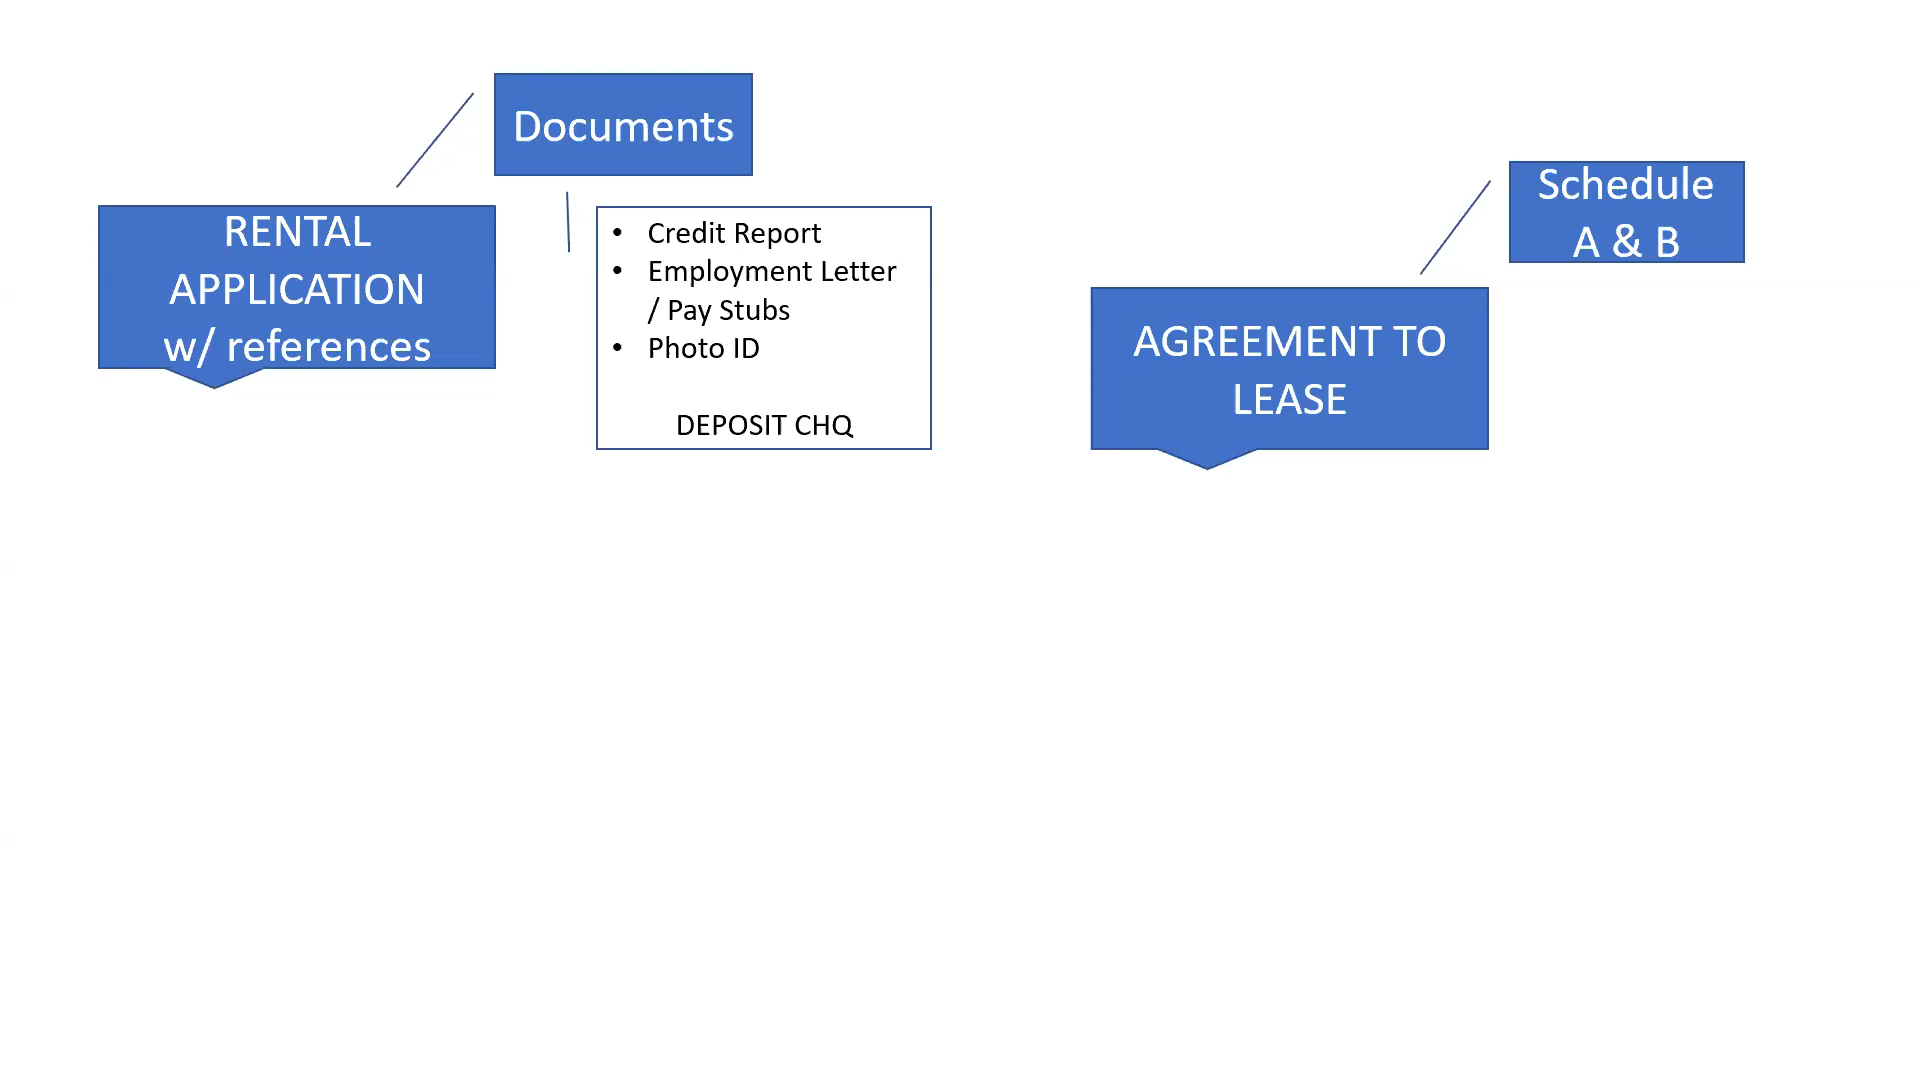 Documents
RENTAL
APPLICATION
w/ references
• Credit Report
• Employment Letter
/ Pay Stubs
• Photo ID
DEPOSIT CHQ
Schedule
A & B
AGREEMENT TO
LEASE